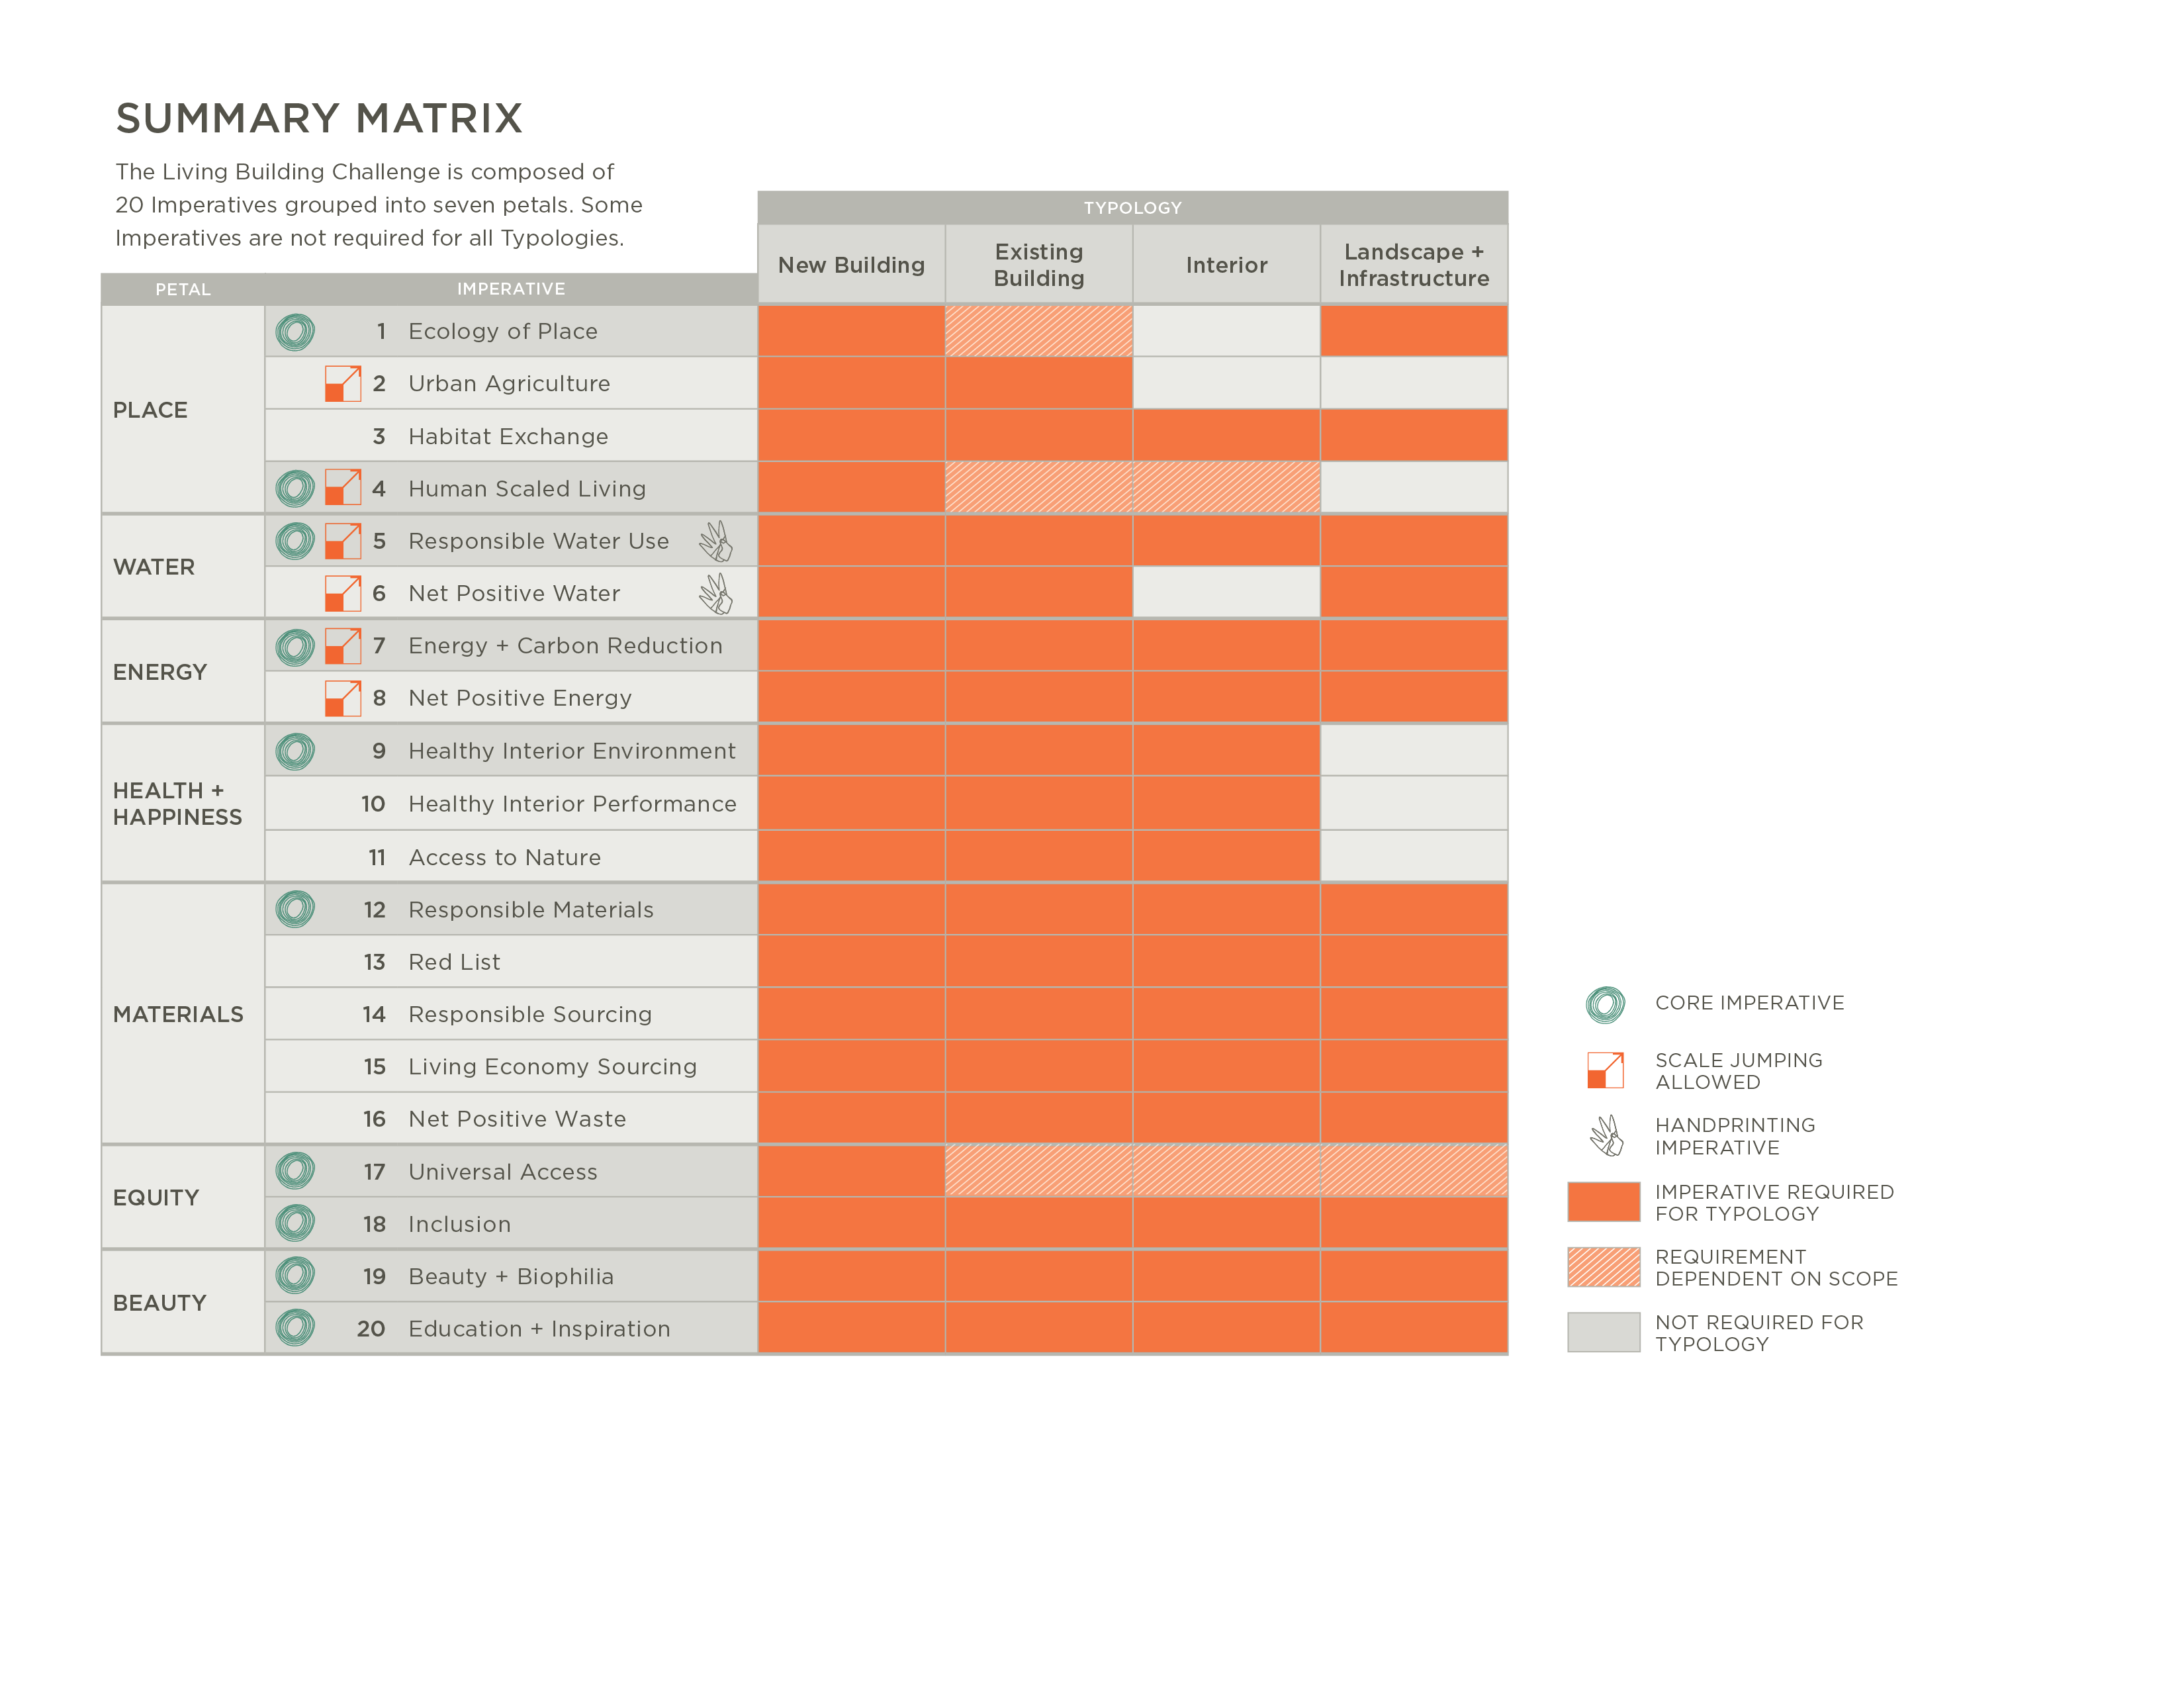 SUMMARY MATRIX
The Living Building Challenge is composed of
20 Imperatives grouped into seven petals. Some
Imperatives are not required for all Typologies.
TYPOLOGY
New Building
Existing
Building
Interior
Landscape +
Infrastructure
PETAL IMPERATIVE
PLACE
1 Ecology of Place
2 Urban Agriculture
3 Habitat Exchange
4 Human Scaled Living
WATER
5 Responsible Water Use
6 Net Positive Water
ENERGY
7 Energy + Carbon Reduction
8 Net Positive Energy
HEALTH +
HAPPINESS
9 Healthy Interior Environment
10 Healthy Interior Performance
11 Access to Nature
MATERIALS
12 Responsible Materials
13 Red List
14 Responsible Sourcing
15 Living Economy Sourcing
16 Net Positive Waste
EQUITY
17 Universal Access
18 Inclusion
BEAUTY
19 Beauty + Biophilia
20 Education + Inspiration
CORE IMPERATIVE
SCALE JUMPING
ALLOWED
HANDPRINTING
IMPERATIVE
IMPERATIVE REQUIRED
FOR TYPOLOGY
REQUIREMENT
DEPENDENT ON SCOPE
NOT REQUIRED FOR
TYPOLOGY